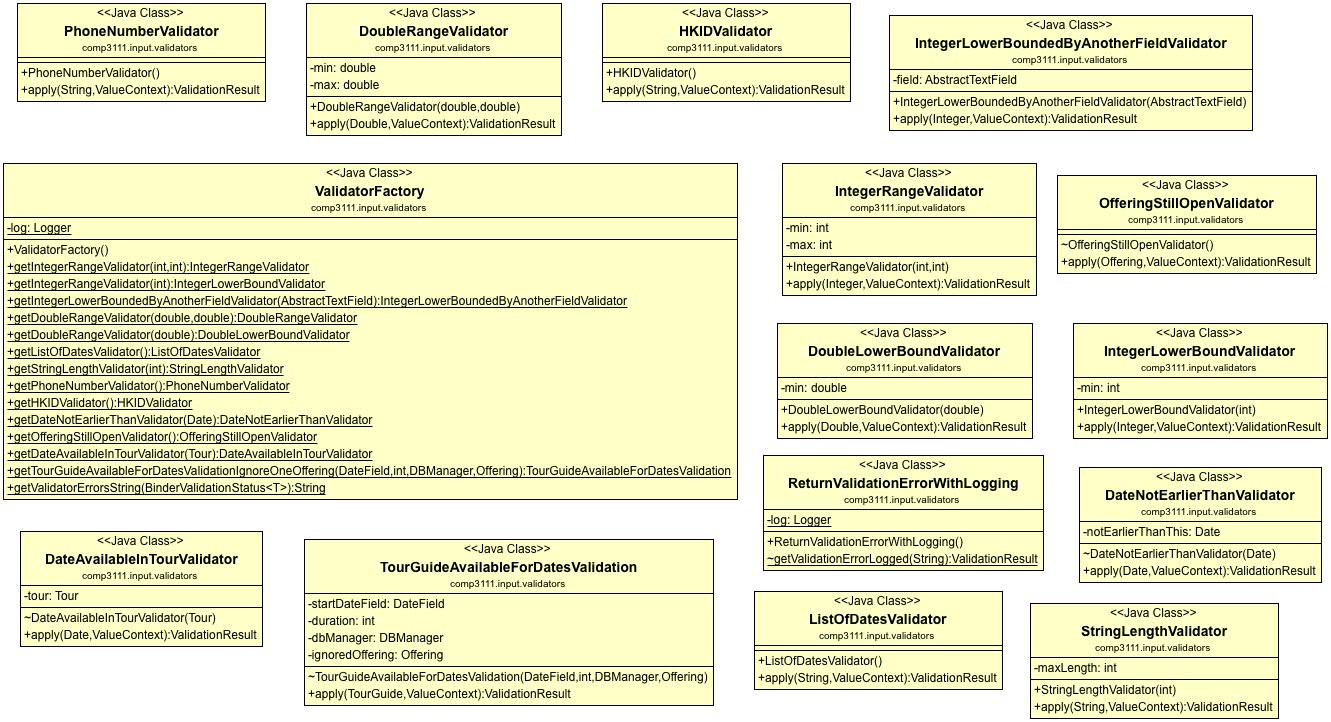 <<Java Class>>
PhoneNumberValidator
comp3111.input.validators
+PhoneNumberValidator()
+apply(String,ValueContext):ValidationResult
<<Java Class>>
DoubleRangeValidator
comp3111.input.validators
-min: double
-max: double
+DoubleRangeValidator(double,double)
+apply(Double,ValueContext):ValidationResult
<<Java Class>>
HKIDValidator
comp3111.input.validators
+HKIDValidator()
+apply(String,ValueContext):ValidationResult
<<Java Class>>
IntegerLowerBoundedByAnotherFieldValidator
comp3111.input.validators
-field: AbstractTextField
+IntegerLowerBoundedByAnotherFieldValidator(AbstractTextField)
+apply(Integer,ValueContext):ValidationResult
<<Java Class>>
ValidatorFactory
comp3111.input.validators
-log: Logger
+ValidatorFactory()
+getIntegerRangeValidator(int,int):IntegerRangeValidator
+getIntegerRangeValidator(int):IntegerLowerBoundValidator
+getIntegerLowerBoundedByAnotherFieldValidator(AbstractTextField):IntegerLowerBoundedByAnotherFieldValidator
+getDoubleRangeValidator(double,double):DoubleRangeValidator
+getDoubleRangeValidator(double):DoubleLowerBoundValidator
+getListOfDatesValidator():ListOfDatesValidator
+getStringLengthValidator(int):StringLengthValidator
+getPhoneNumberValidator():PhoneNumberValidator
+getHKIDValidator():HKIDValidator
+getDateNotEarlierThanValidator(Date):DateNotEarlierThanValidator
+getOfferingStillOpenValidator():OfferingStillOpenValidator
+getDateAvailableInTourValidator(Tour):DateAvailableInTourValidator
+getTourGuideAvailableForDatesValidationIgnoreOneOffering(DateField,int,DBManager,Offering):TourGuideAvailableForDatesValidation
+getValidatorErrorsString(BinderValidationStatus<T>):String
<<Java Class>>
IntegerRangeValidator
comp3111.input.validators
-min: int
-max: int
+IntegerRangeValidator(int,int)
+apply(Integer,ValueContext):ValidationResult
<<Java Class>>
OfferingStillOpenValidator
comp3111.input.validators
~OfferingStillOpenValidator()
+apply(Offering,ValueContext):ValidationResult
<<Java Class>>
DoubleLowerBoundValidator
comp3111.input.validators
-min: double
+DoubleLowerBoundValidator(double)
+apply(Double,ValueContext):ValidationResult
<<Java Class>>
IntegerLowerBoundValidator
comp3111.input.validators
-min: int
+IntegerLowerBoundValidator(int)
+apply(Integer,ValueContext):ValidationResult
<<Java Class>>
ReturnValidationErrorWithLogging
comp3111.input.validators
-log: Logger
+ReturnValidationErrorWithLogging()
~getValidationErrorLogged(String):ValidationResult
<<Java Class>>
DateNotEarlierThanValidator
comp3111.input.validators
-notEarlierThanThis: Date
~DateNotEarlierThanValidator(Date)
+apply(Date,ValueContext):ValidationResult
<<Java Class>>
DateAvailableInTourValidator
comp3111.input.validators
-tour: Tour
~DateAvailableInTourValidator(Tour)
+apply(Date,ValueContext):ValidationResult
<<Java Class>>
TourGuideAvailableForDatesValidation
comp3111.input.validators
-startDateField: DateField
-duration: int
-dbManager: DBManager
-ignoredOffering: Offering
~TourGuideAvailableForDatesValidation(DateField,int,DBManager,Offering)
+apply(TourGuide,ValueContext):ValidationResult
<<Java Class>>
ListOfDatesValidator
comp3111.input.validators
+ListOfDatesValidator()
+apply(String,ValueContext):ValidationResult
<<Java Class>>
StringLengthValidator
comp3111.input.validators
-maxLength: int
+StringLengthValidator(int)
+apply(String,ValueContext):ValidationResult